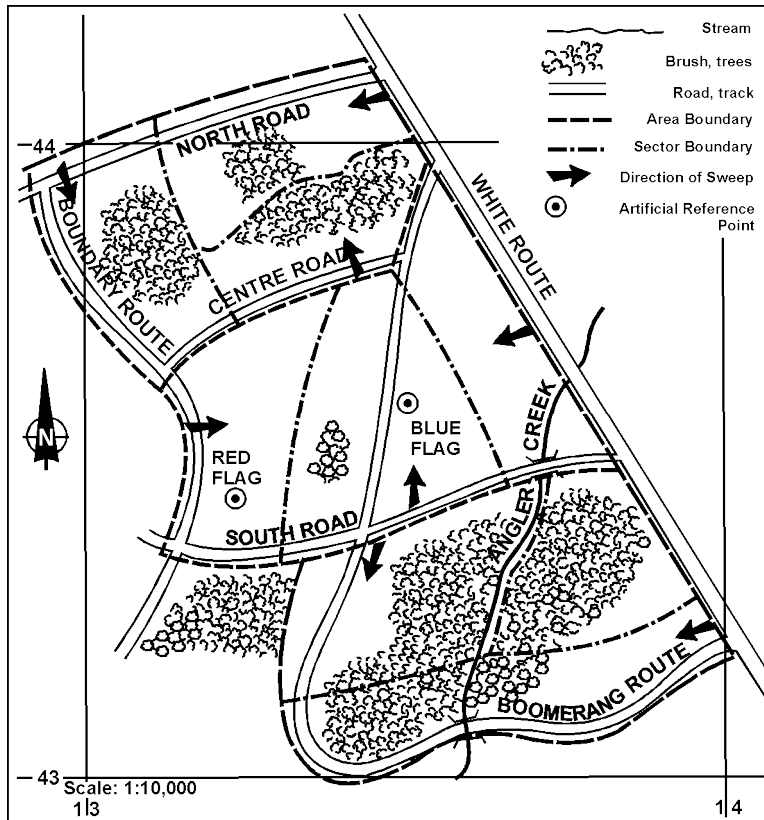 Stream
Brush, trees
Road, track
Area Boundary
Sector Boundary
Direction of Sweep
Artificial Reference
Point
44
NORTH ROAD
WHITE ROUTE
BOUNDARY ROUTE
CENTRE ROAD
N
BLUE
FLAG
RED
FLAG
ANGLER CREEK
SOUTH ROAD
BOOMERANG ROUTE
43
Scale: 1:10,000
13
14